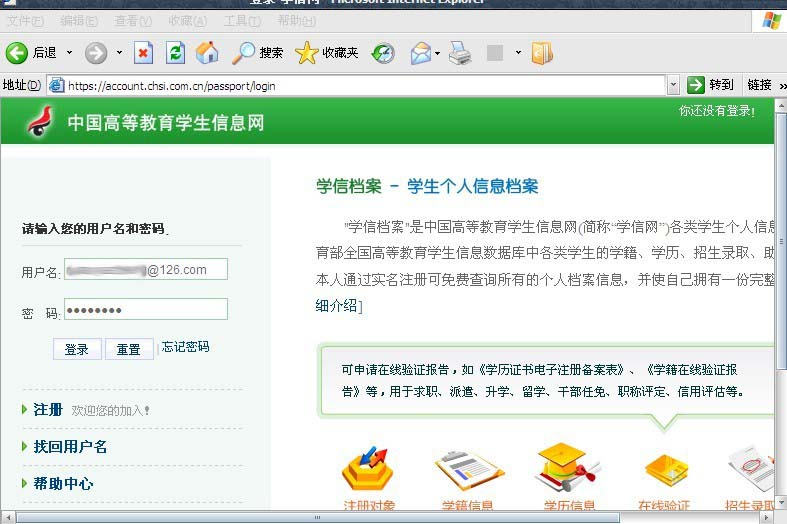 登录 学信网 - Microsoft Internet Explorer
文件(F) 编辑(E) 查看(V) 收藏(A) 工具(T) 帮助(H)
后退 搜索 收藏夹
地址(D) https://account.chsi.com.cn/passport/login 转到 链接 »
中国高等教育学生信息网
你还没有登录!
学信档案 - 学生个人信息档案
"学信档案"是中国高等教育学生信息网(简称“学信网”)各类学生个人信息
育部全国高等教育学生信息数据库中各类学生的学籍、学历、招生录取、助
本人通过实名注册可免费查询所有的个人档案信息，并使自己拥有一份完整
细介绍]
请输入您的用户名和密码.
用户名: @126.com
密 码: ●●●●●●●●
登录 重置 | 忘记密码
注册 欢迎您的加入!
找回用户名
帮助中心
可申请在线验证报告，如《学历证书电子注册备案表》、《学籍在线验证报
告》等，用于求职、派遣、升学、留学、干部任免、职称评定、信用评估等。
注册对象 学籍信息 学历信息 在线验证 招生录取